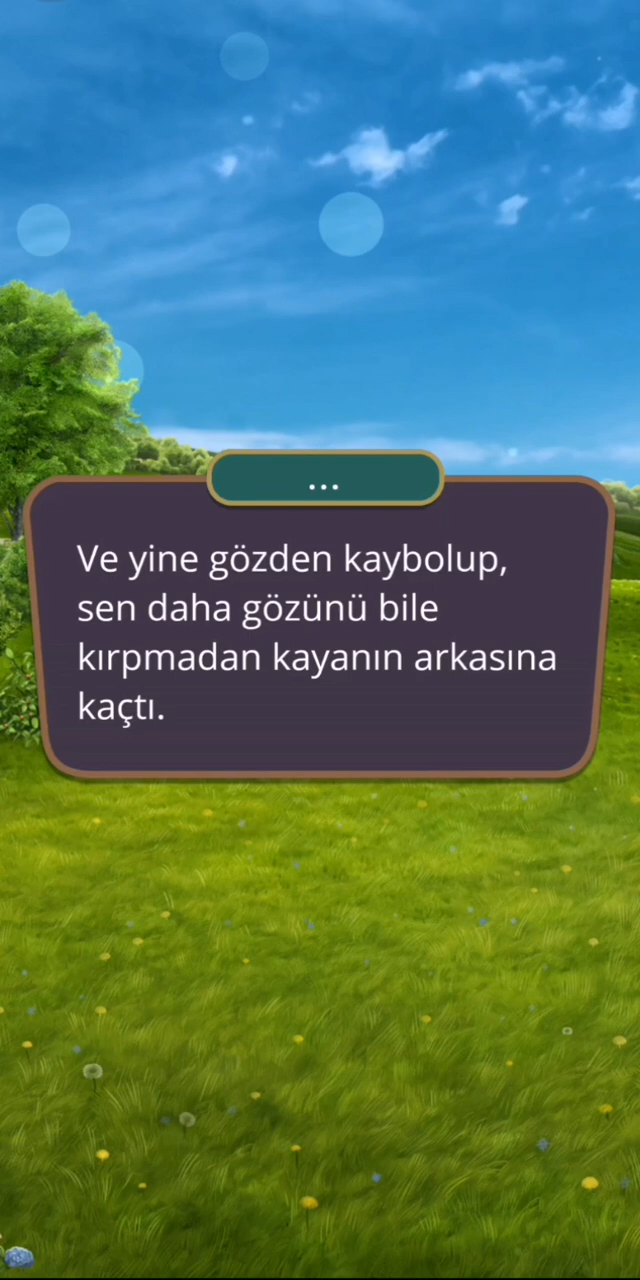 ...
Ve yine gözden kaybolup,
sen daha gözünü bile
kırpmadan kayanın arkasına
kaçtı.